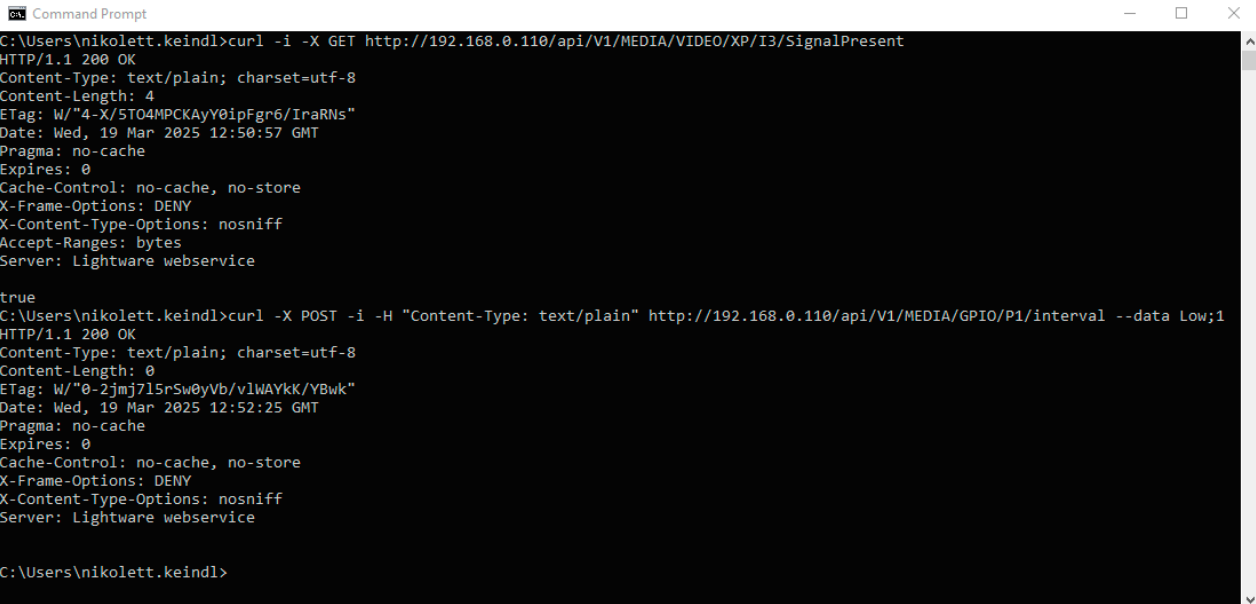 Command Prompt
C:\Users\nikolett.keindl>curl -i -X GET http://192.168.0.110/api/V1/MEDIA/VIDEO/XP/I3/SignalPresent
HTTP/1.1 200 OK
Content-Type: text/plain; charset=utf-8
Content-Length: 4
ETag: W/"4-X/5TO4MPCKAyY0ipFgr6/IraRNs"
Date: Wed, 19 Mar 2025 12:50:57 GMT
Pragma: no-cache
Expires: 0
Cache-Control: no-cache, no-store
X-Frame-Options: DENY
X-Content-Type-Options: nosniff
Accept-Ranges: bytes
Server: Lightware webservice
true
C:\Users\nikolett.keindl>curl -X POST -i -H "Content-Type: text/plain" http://192.168.0.110/api/V1/MEDIA/GPIO/P1/interval --data Low;1
HTTP/1.1 200 OK
Content-Type: text/plain; charset=utf-8
Content-Length: 0
ETag: W/"0-2jmj7l5rSw0yVb/vlWAYkK/YBwk"
Date: Wed, 19 Mar 2025 12:52:25 GMT
Pragma: no-cache
Expires: 0
Cache-Control: no-cache, no-store
X-Frame-Options: DENY
X-Content-Type-Options: nosniff
Server: Lightware webservice
C:\Users\nikolett.keindl>